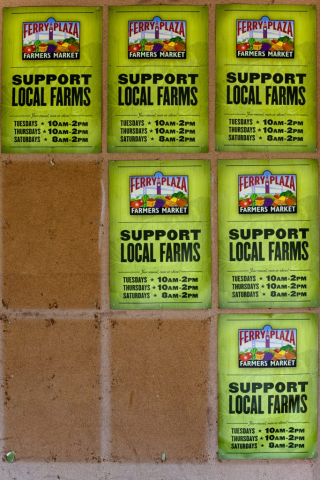 FERRY PLAZA
FARMERS MARKET
SUPPORT
LOCAL FARMS
TUESDAYS ★ 10AM-2PM
THURSDAYS ★ 10AM-2PM
SATURDAYS ★ 8AM-2PM
FERRY PLAZA
FARMERS MARKET
SUPPORT
LOCAL FARMS
TUESDAYS ★ 10AM-2PM
THURSDAYS ★ 10AM-2PM
SATURDAYS ★ 8AM-2PM
FERRY PLAZA
FARMERS MARKET
SUPPORT
LOCAL FARMS
TUESDAYS ★ 10AM-2PM
THURSDAYS ★ 10AM-2PM
SATURDAYS ★ 8AM-2PM
FERRY PLAZA
FARMERS MARKET
SUPPORT
LOCAL FARMS
TUESDAYS ★ 10AM-2PM
THURSDAYS ★ 10AM-2PM
SATURDAYS ★ 8AM-2PM
FERRY PLAZA
FARMERS MARKET
SUPPORT
LOCAL FARMS
TUESDAYS ★ 10AM-2PM
THURSDAYS ★ 10AM-2PM
SATURDAYS ★ 8AM-2PM
FERRY PLAZA
FARMERS MARKET
SUPPORT
LOCAL FARMS
TUESDAYS ★ 10AM-2PM
THURSDAYS ★ 10AM-2PM
SATURDAYS ★ 8AM-2PM